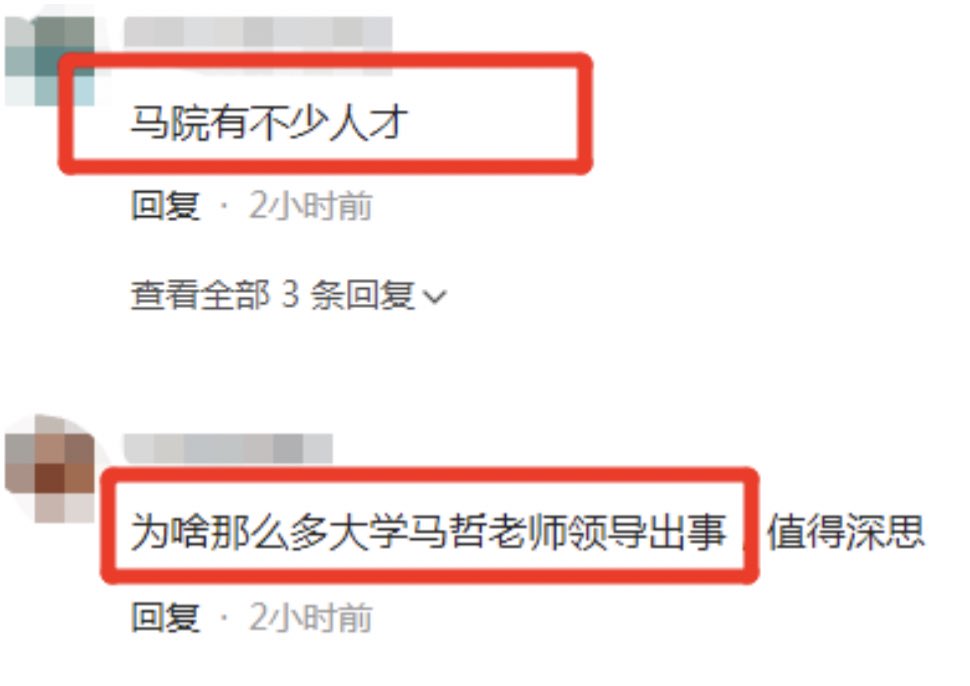 马院有不少人才
回复 · 2小时前
查看全部 3 条回复
为啥那么多大学马哲老师领导出事，值得深思
回复 · 2小时前